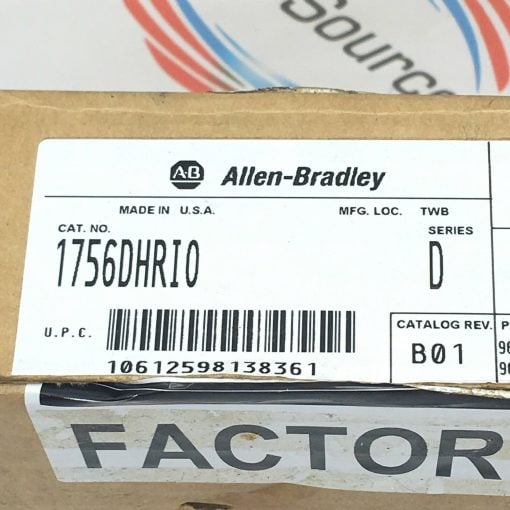 Source
A-B Allen-Bradley
MADE IN U.S.A. MFG. LOC. TWB
CAT. NO. SERIES
1756DHRIO D
U.P.C.
10612598138361
CATALOG REV.
B01
FACTOR